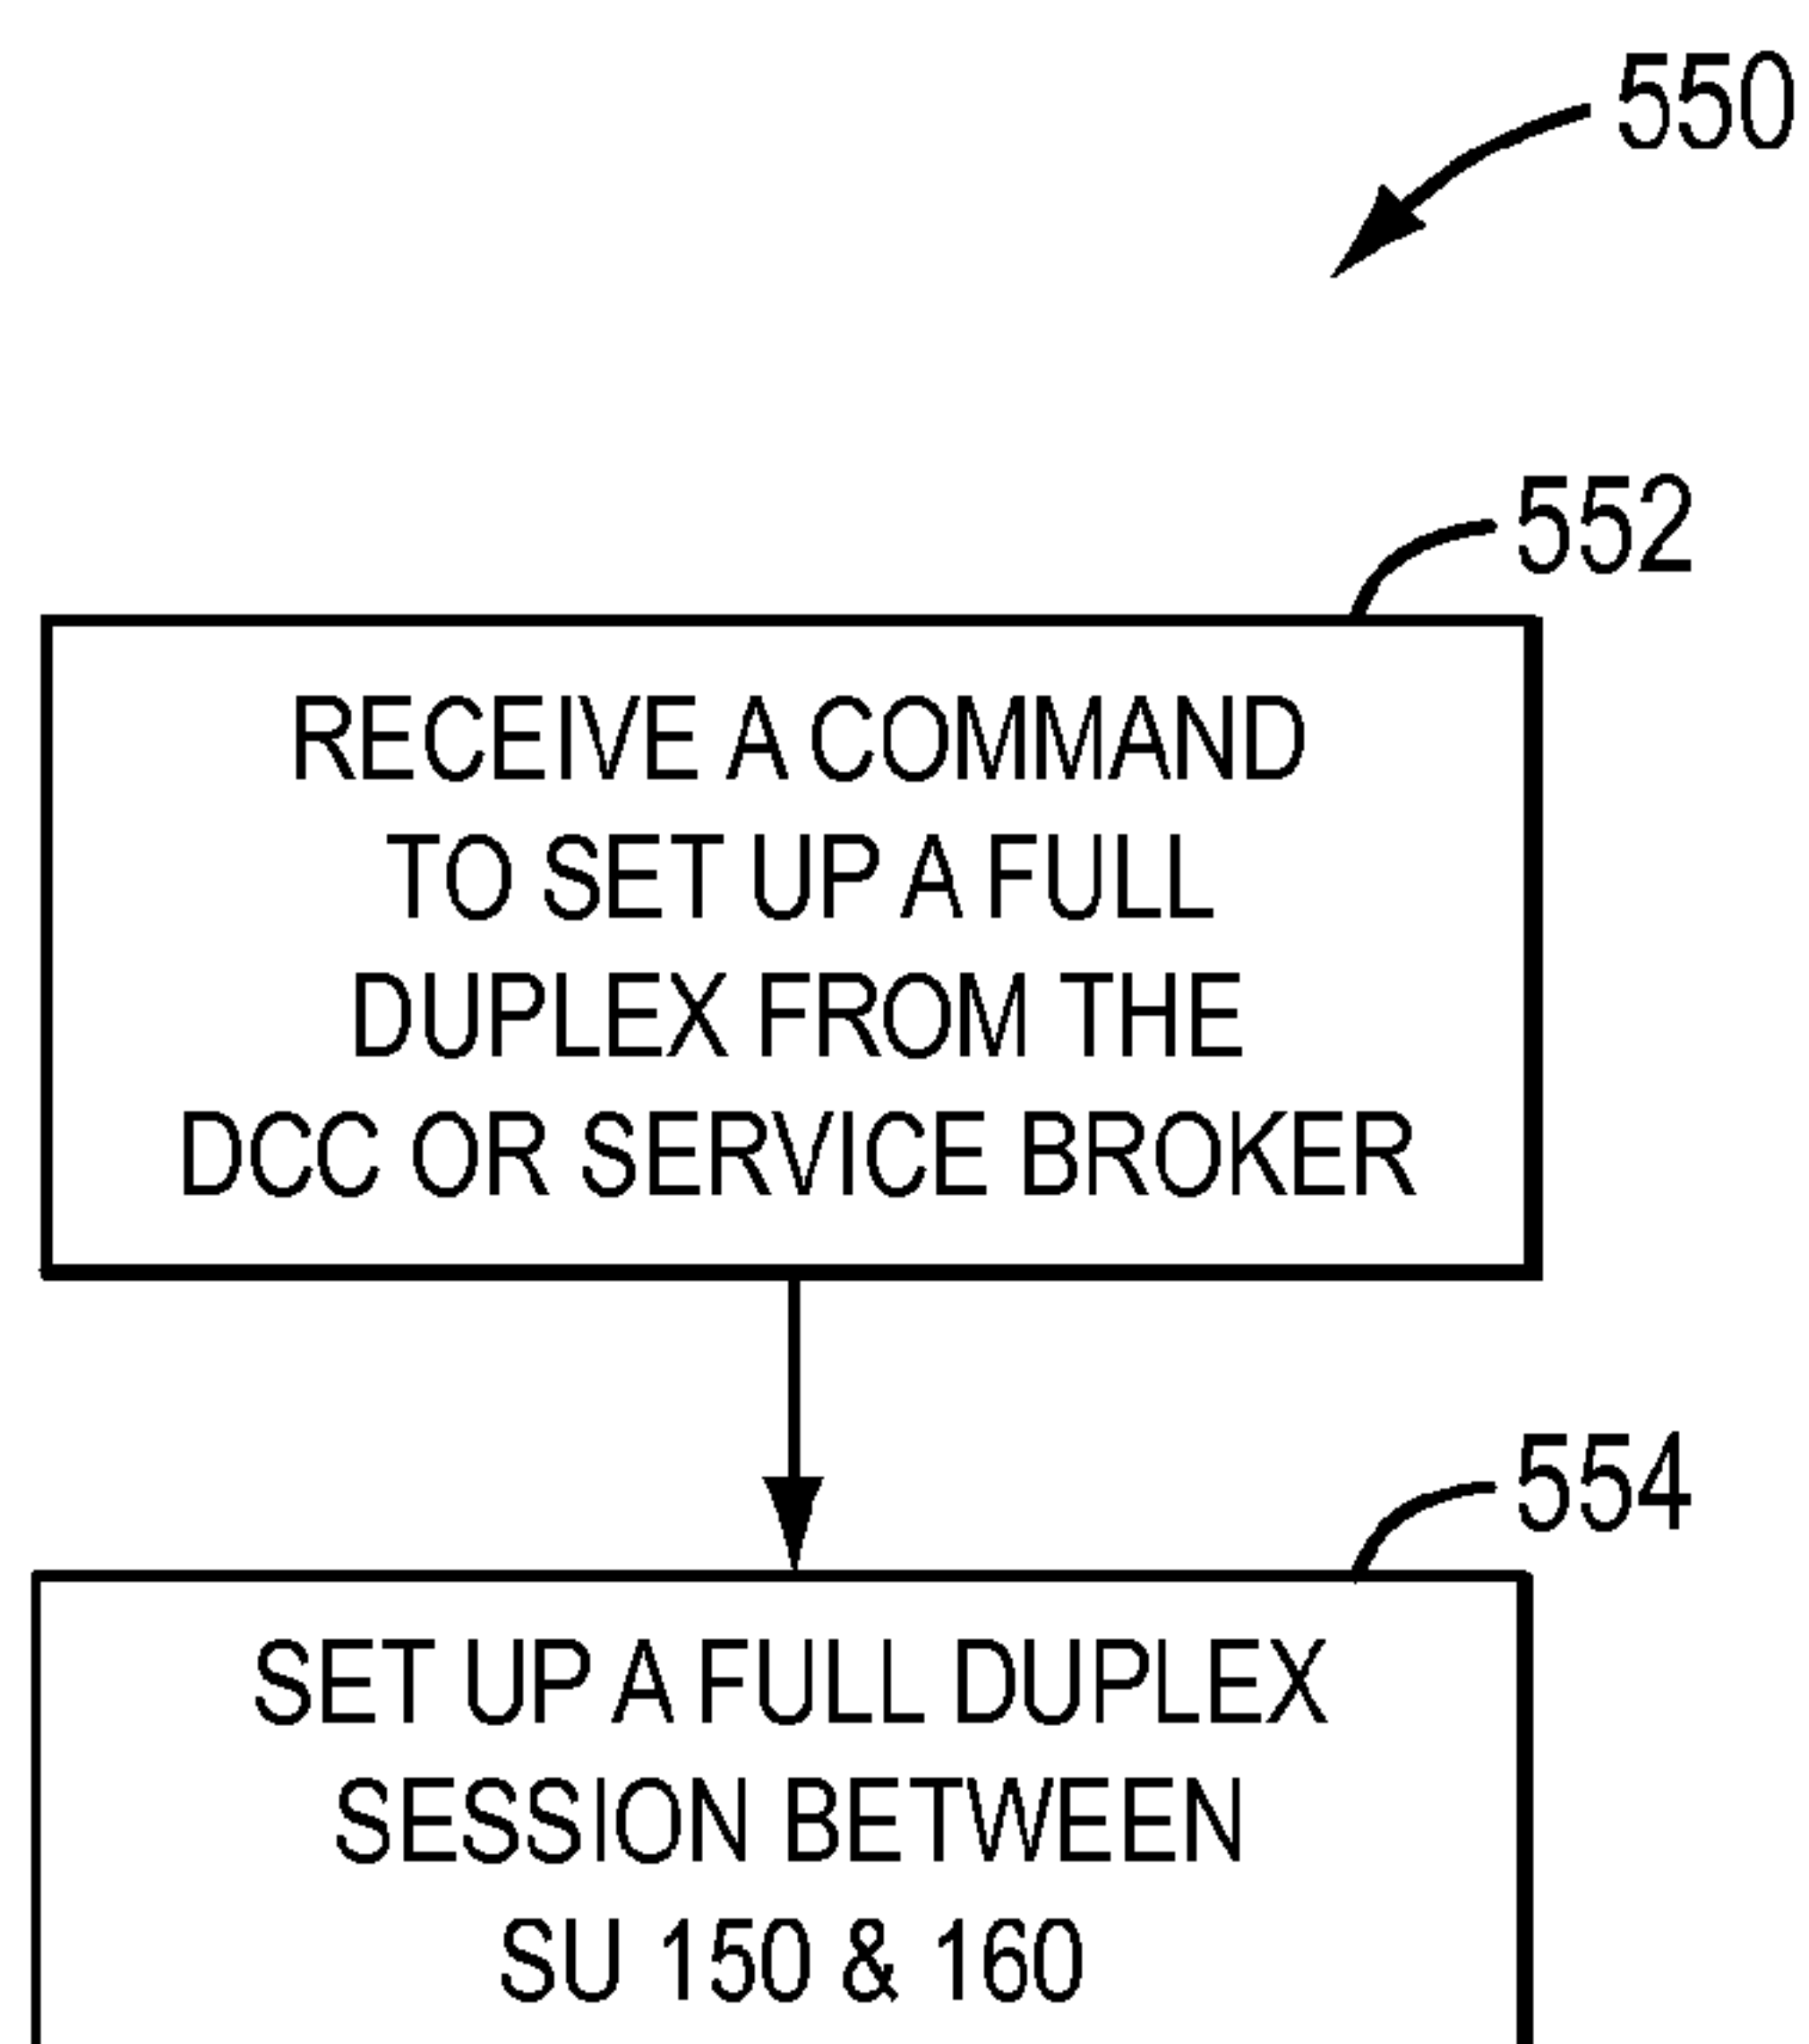 550
552
RECEIVE A COMMAND
TO SET UP A FULL
DUPLEX FROM THE
DCC OR SERVICE BROKER
554
SET UP A FULL DUPLEX
SESSION BETWEEN
SU 150 & 160